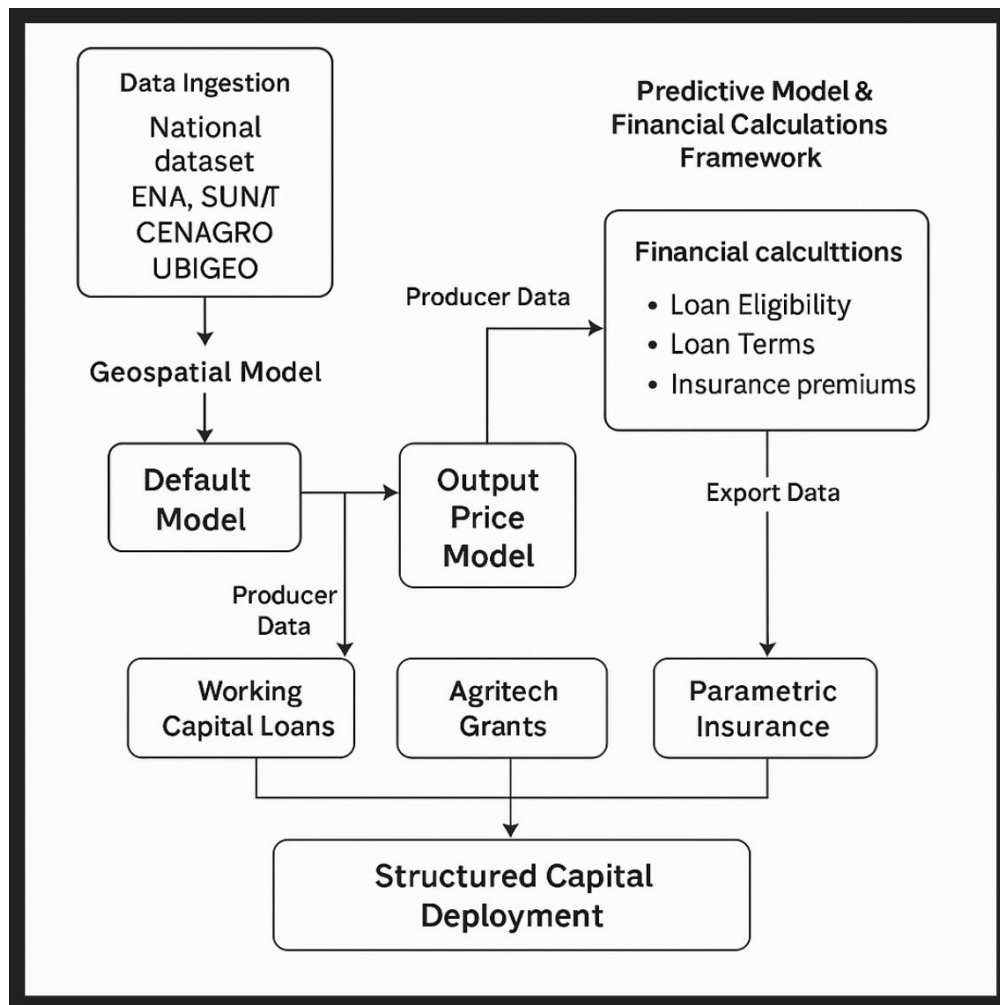 Data Ingestion
National
dataset
ENA, SUN/T
CENAGRO
UBIGEO
Predictive Model &
Financial Calculations
Framework
Geospatial Model
Default
Model
Producer Data
Output
Price
Model
Financial calculttions
• Loan Eligibility
• Loan Terms
• Insurance premiums
Export Data
Producer
Data
Working
Capital Loans
Agritech
Grants
Parametric
Insurance
Structured Capital
Deployment